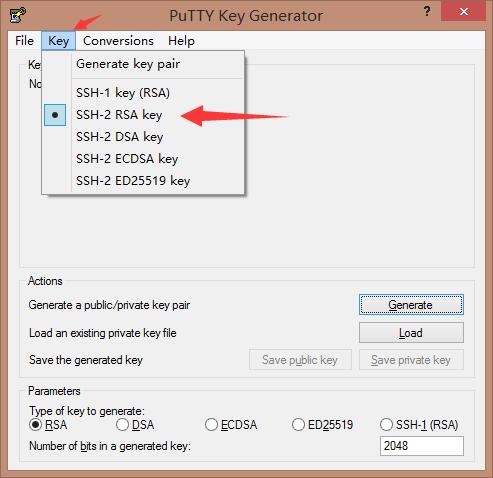 PuTTY Key Generator
? x
File Key Conversions Help
Ke
Generate key pair
No
SSH-1 key (RSA)
SSH-2 RSA key
SSH-2 DSA key
SSH-2 ECDSA key
SSH-2 ED25519 key
Actions
Generate a public/private key pair
Generate
Load an existing private key file
Load
Save the generated key
Save public key
Save private key
Parameters
Type of key to generate:
RSA DSA ECDSA ED25519 SSH-1 (RSA)
Number of bits in a generated key:
2048